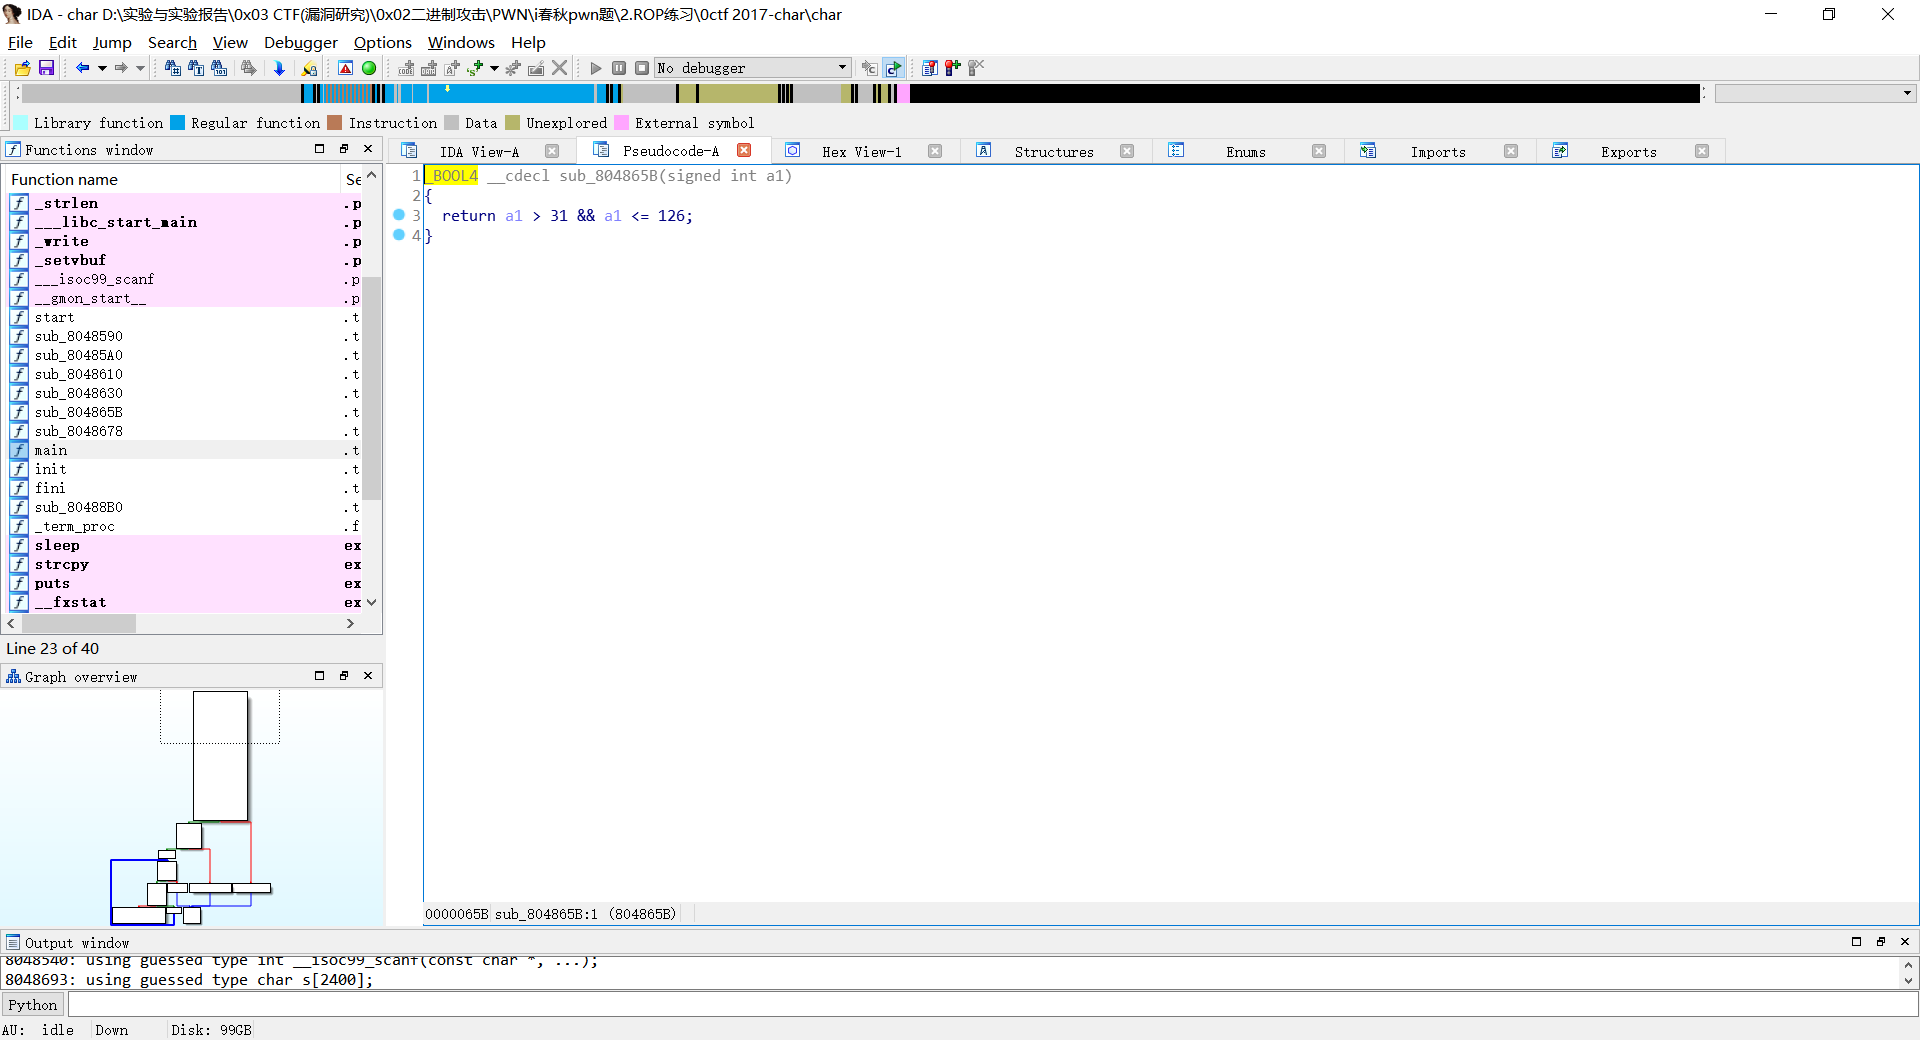 IDA - char D:\实验与实验报告\0x03 CTF(漏洞研究)\0x02二进制攻击\PWN\i春秋pwn题\2.ROP练习\0ctf 2017-char\char
File Edit Jump Search View Debugger Options Windows Help
No debugger
Library function Regular function Instruction Data Unexplored External symbol
Functions window
Function name Se
_strlen .p
___libc_start_main .p
_write .p
_setvbuf .p
___isoc99_scanf .p
__gmon_start__ .p
start .t
sub_8048590 .t
sub_80485A0 .t
sub_8048610 .t
sub_8048630 .t
sub_804865B .t
sub_8048678 .t
main .t
init .t
fini .t
sub_80488B0 .t
_term_proc .f
sleep ex
strcpy ex
puts ex
__fxstat ex
Line 23 of 40
Graph overview
IDA View-A Pseudocode-A Hex View-1 Structures Enums Imports Exports
1 _BOOL4 __cdecl sub_804865B(signed int a1)
2 {
3 return a1 > 31 && a1 <= 126;
4 }
0000065B sub_804865B:1 (804865B)
Output window
8048540: using guessed type int __isoc99_scanf(const char *, ...);
8048693: using guessed type char s[2400];
Python
AU: idle Down Disk: 99GB